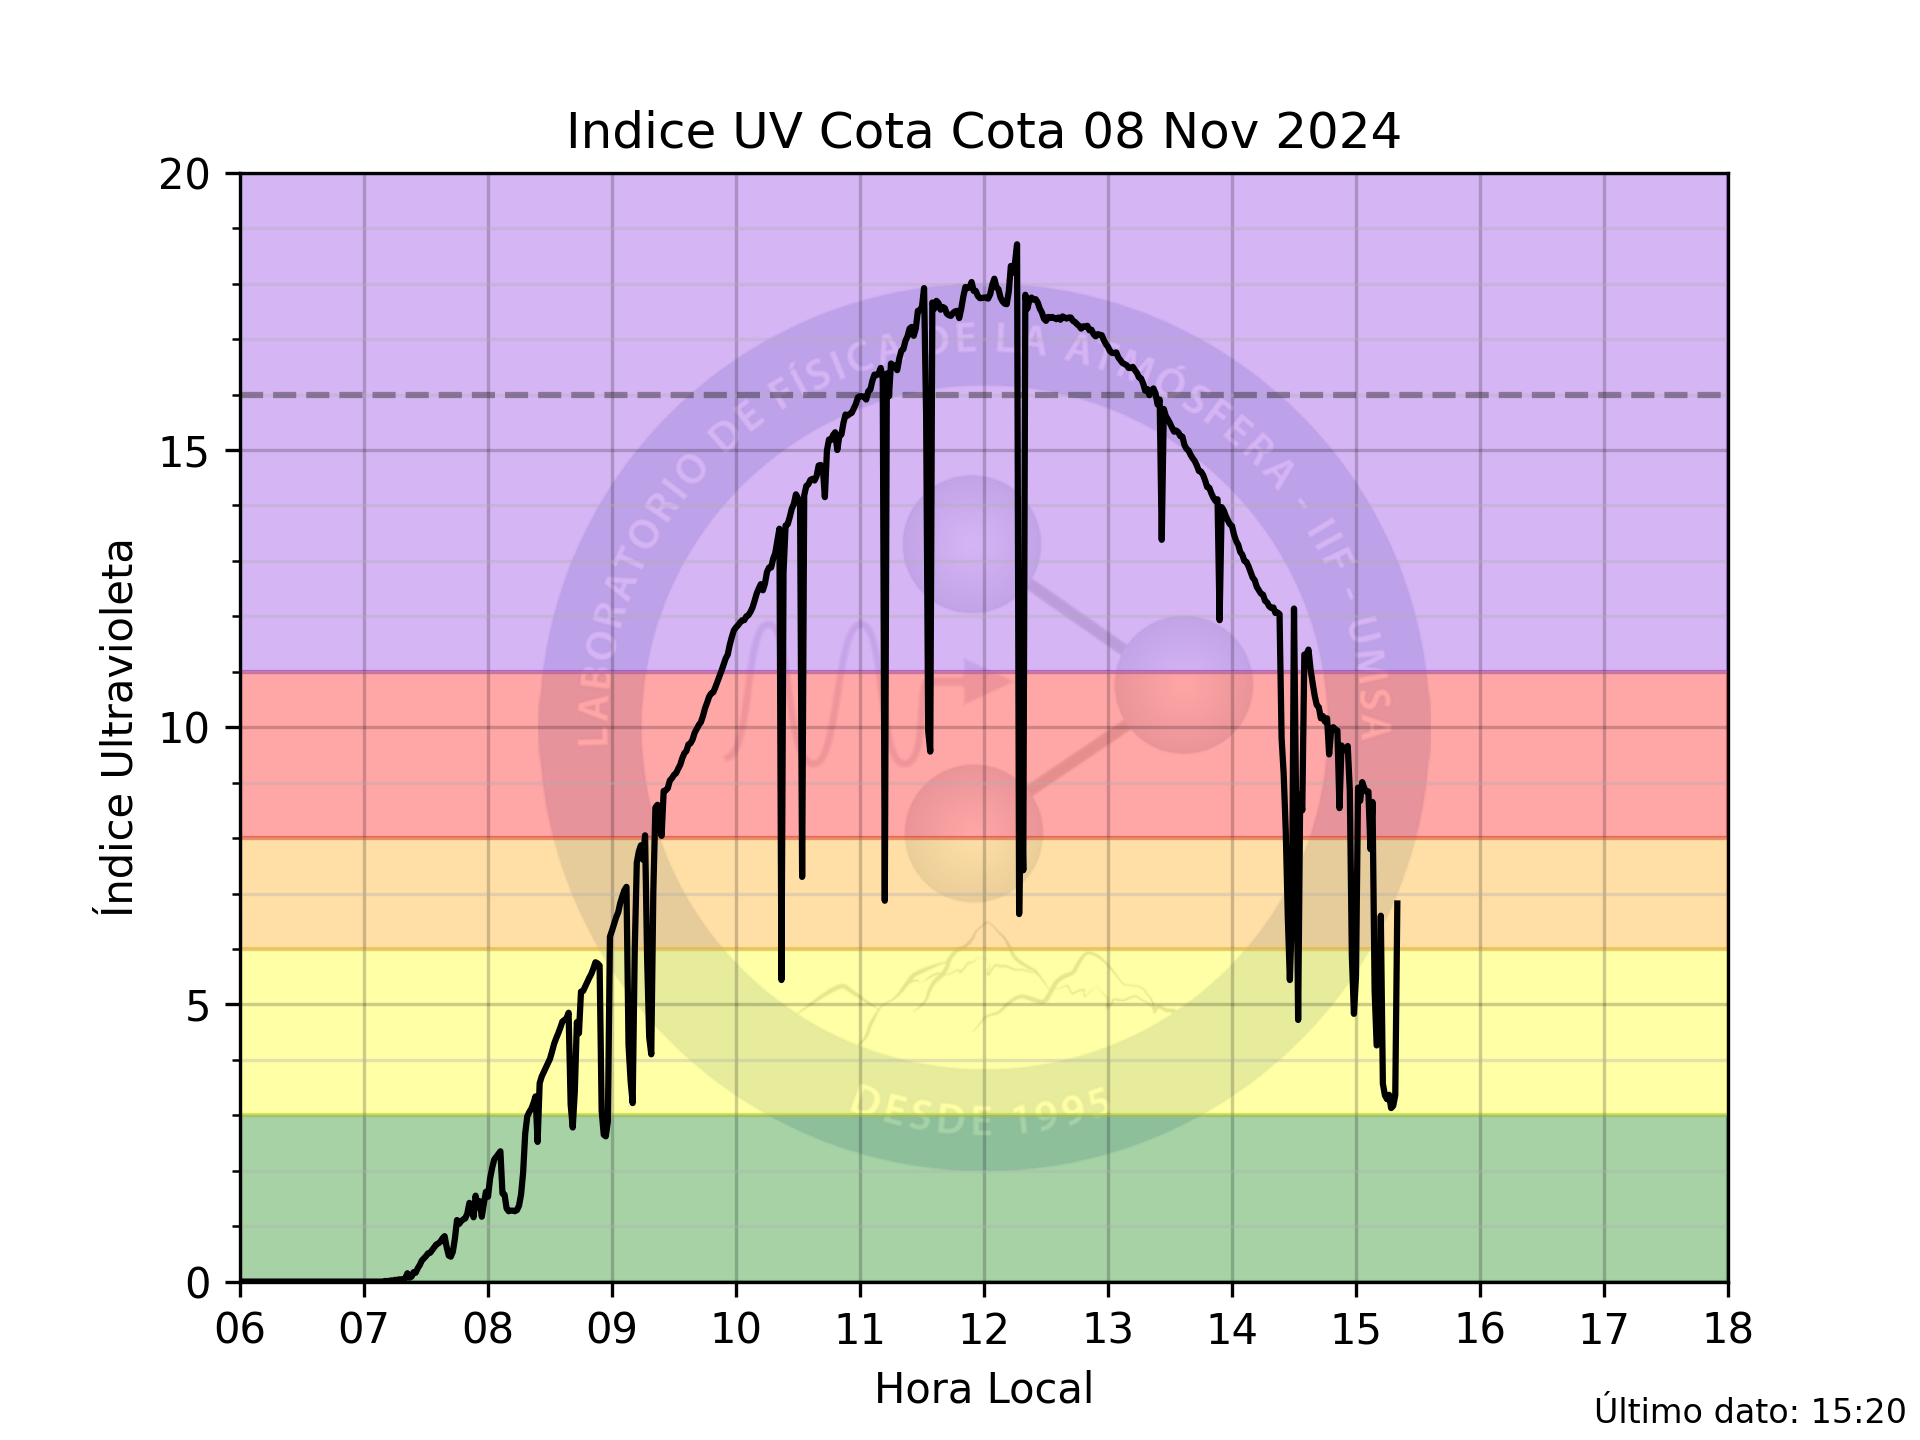 Indice UV Cota Cota 08 Nov 2024
20
15
10
5
0
Índice Ultravioleta
LABORATORIO DE FÍSICA DE LA ATMÓSFERA - IIF - UMSA
DESDE 1995
06 07 08 09 10 11 12 13 14 15 16 17 18
Hora Local
Último dato: 15:20